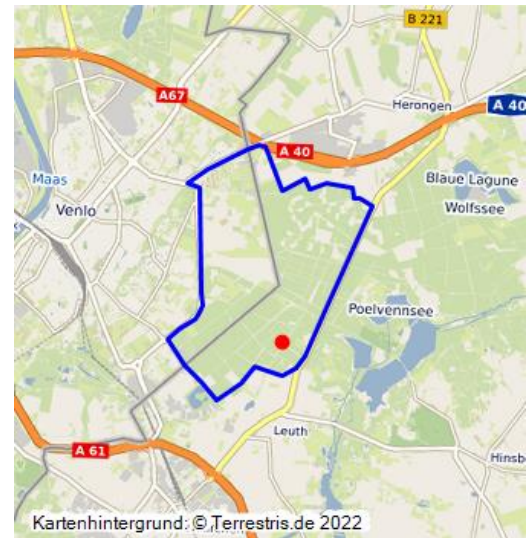 B 221
A67
Herongen
A 40
A 40
Maas
Blaue Lagune
Wolfssee
Venlo
Poelvennsee
Leuth
Hinsb
A 61
Kartenhintergrund: © Terrestris.de 2022